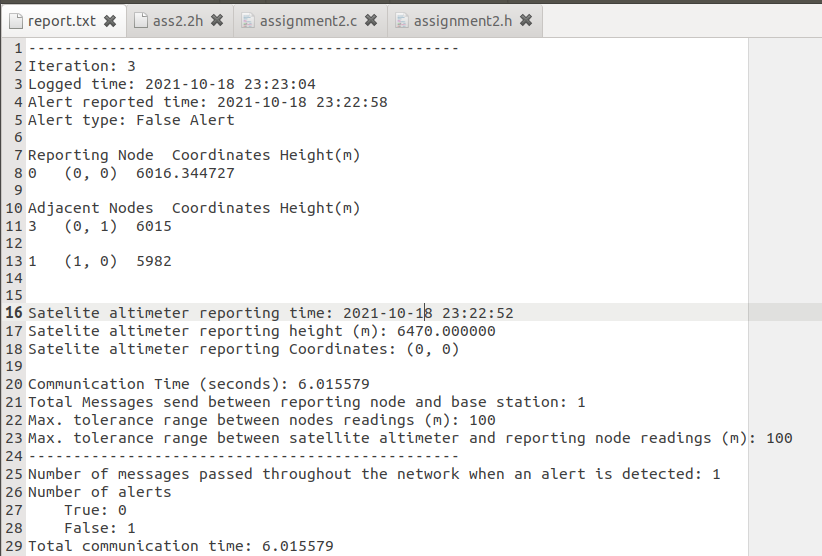 report.txt ass2.2h assignment2.c assignment2.h
1 ------------------------------------------------
2 Iteration: 3
3 Logged time: 2021-10-18 23:23:04
4 Alert reported time: 2021-10-18 23:22:58
5 Alert type: False Alert
6
7 Reporting Node  Coordinates Height(m)
8 0   (0, 0)  6016.344727
9
10 Adjacent Nodes  Coordinates Height(m)
11 3   (0, 1)  6015
12
13 1   (1, 0)  5982
14
15
16 Satelite altimeter reporting time: 2021-10-18 23:22:52
17 Satelite altimeter reporting height (m): 6470.000000
18 Satelite altimeter reporting Coordinates: (0, 0)
19
20 Communication Time (seconds): 6.015579
21 Total Messages send between reporting node and base station: 1
22 Max. tolerance range between nodes readings (m): 100
23 Max. tolerance range between satellite altimeter and reporting node readings (m): 100
24 ------------------------------------------------
25 Number of messages passed throughout the network when an alert is detected: 1
26 Number of alerts
27     True: 0
28     False: 1
29 Total communication time: 6.015579